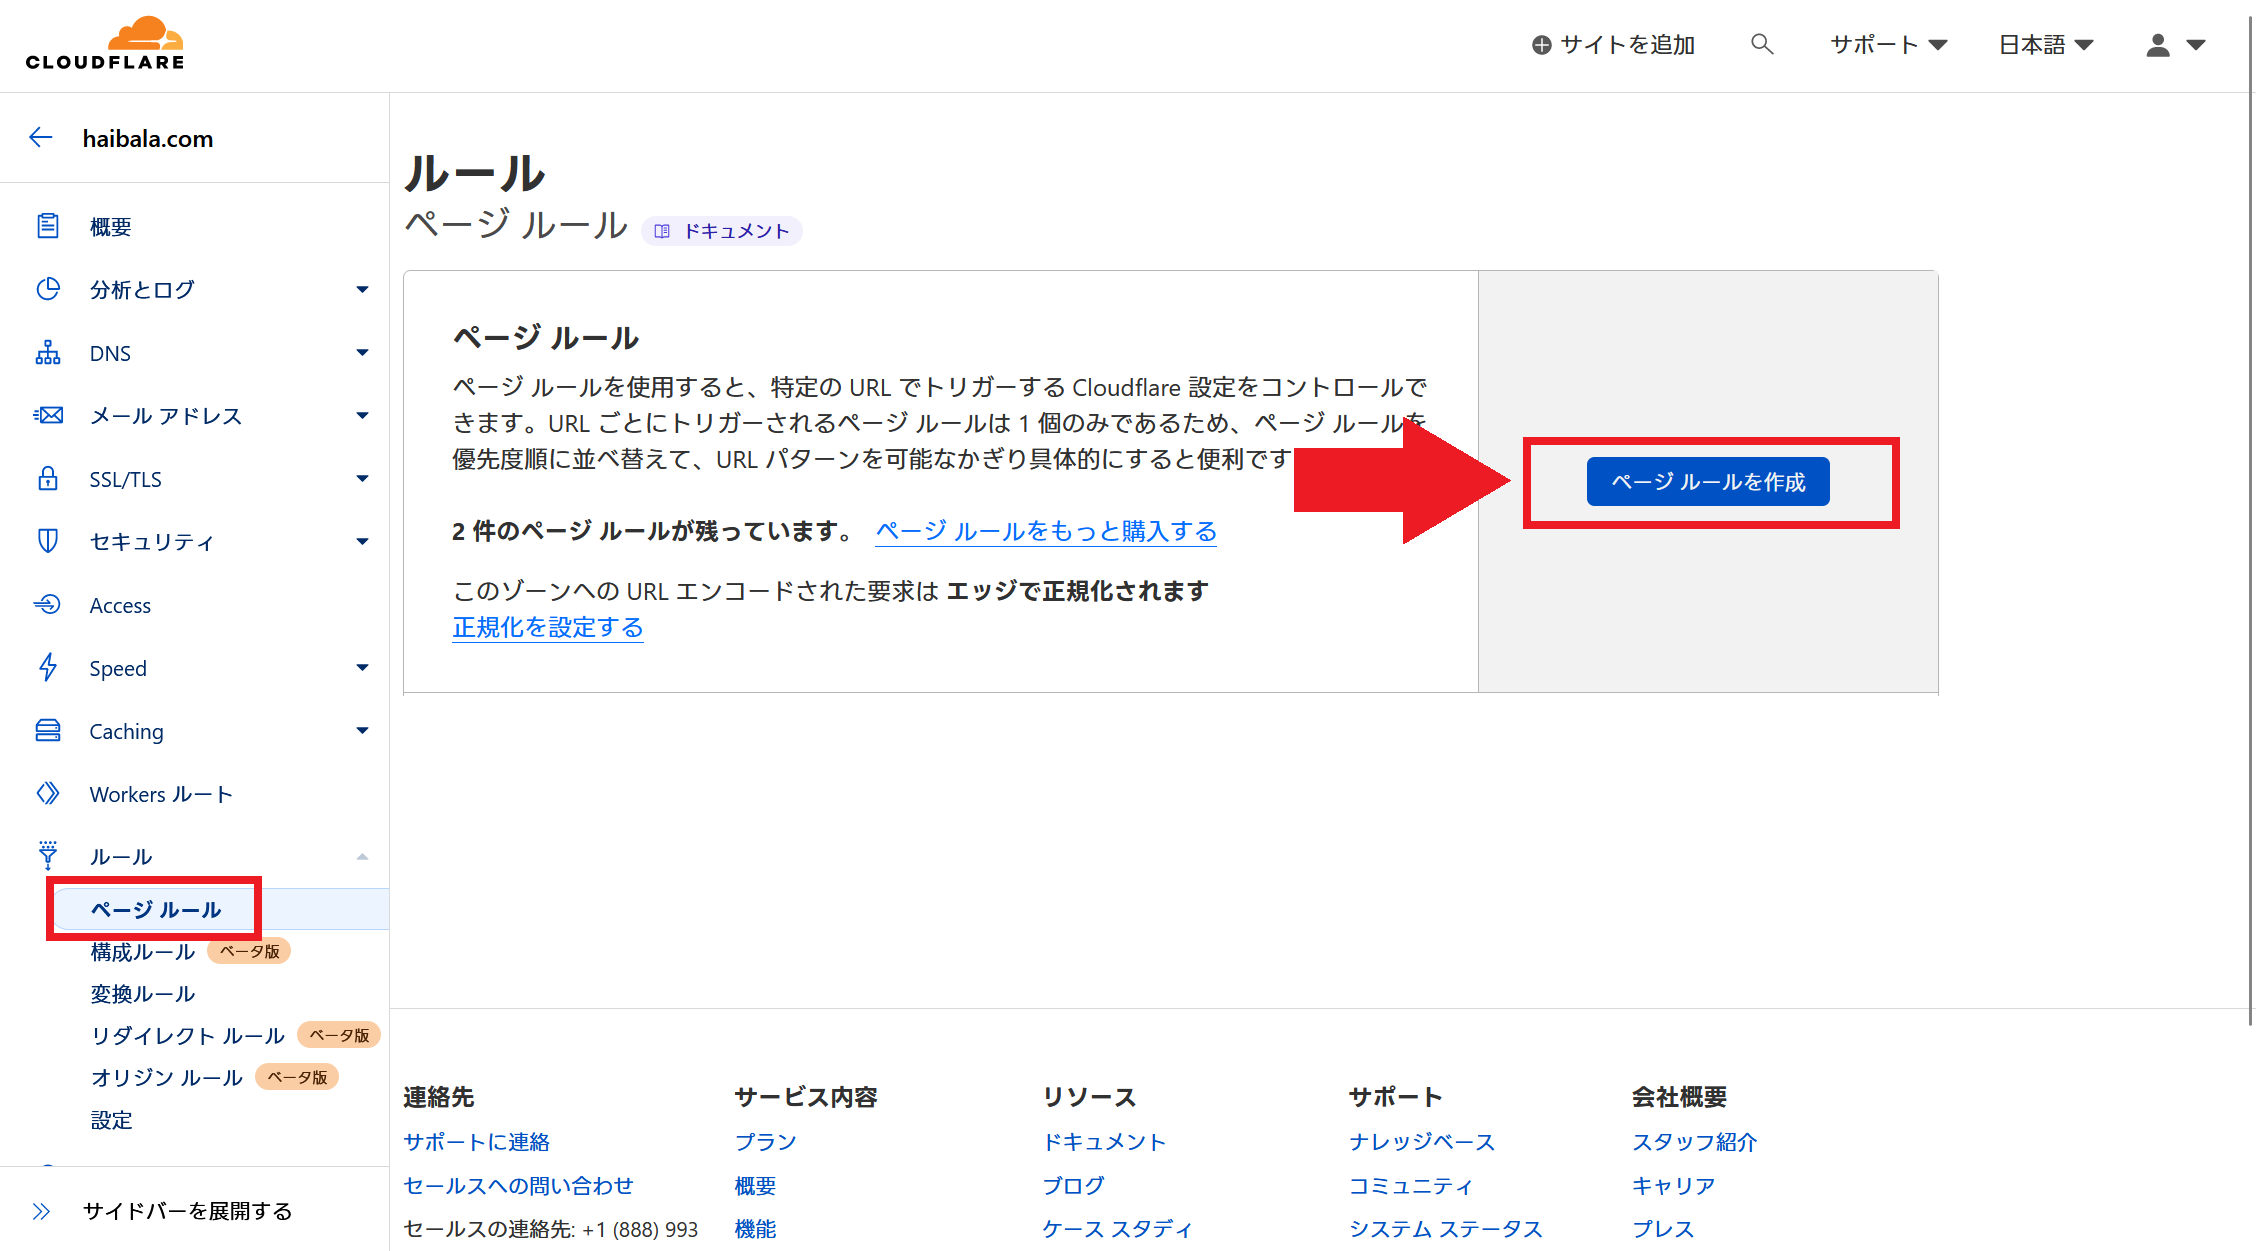 CLOUDFLARE
サイトを追加
サポート
日本語
haibala.com
概要
分析とログ
DNS
メール アドレス
SSL/TLS
セキュリティ
Access
Speed
Caching
Workers ルート
ルール
ページ ルール
構成ルール ベータ版
変換ルール
リダイレクト ルール ベータ版
オリジン ルール ベータ版
設定
サイドバーを展開する
ルール
ページ ルール ドキュメント
ページ ルール
ページ ルールを使用すると、特定の URL でトリガーする Cloudflare 設定をコントロールで
きます。URL ごとにトリガーされるページ ルールは 1 個のみであるため、ページ ルールを
優先度順に並べ替えて、URL パターンを可能なかぎり具体的にすると便利です
2 件のページ ルールが残っています。 ページ ルールをもっと購入する
このゾーンへの URL エンコードされた要求は エッジで正規化されます
正規化を設定する
ページ ルールを作成
連絡先
サポートに連絡
セールスへの問い合わせ
セールスの連絡先: +1 (888) 993
サービス内容
プラン
概要
機能
リソース
ドキュメント
ブログ
ケース スタディ
サポート
ナレッジベース
コミュニティ
システム ステータス
会社概要
スタッフ紹介
キャリア
プレス